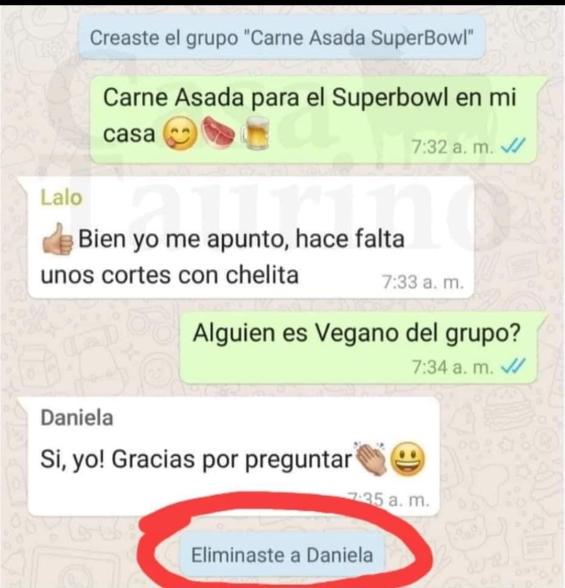 Creaste el grupo "Carne Asada SuperBowl"
Carne Asada para el Superbowl en mi
casa 😋🥩🍺
7:32 a. m.
Lalo
👍🏼 Bien yo me apunto, hace falta
unos cortes con chelita
7:33 a. m.
Alguien es Vegano del grupo?
7:34 a. m.
Daniela
Si, yo! Gracias por preguntar👏🏼😃
7:35 a. m.
Eliminaste a Daniela
Casa
Taurino